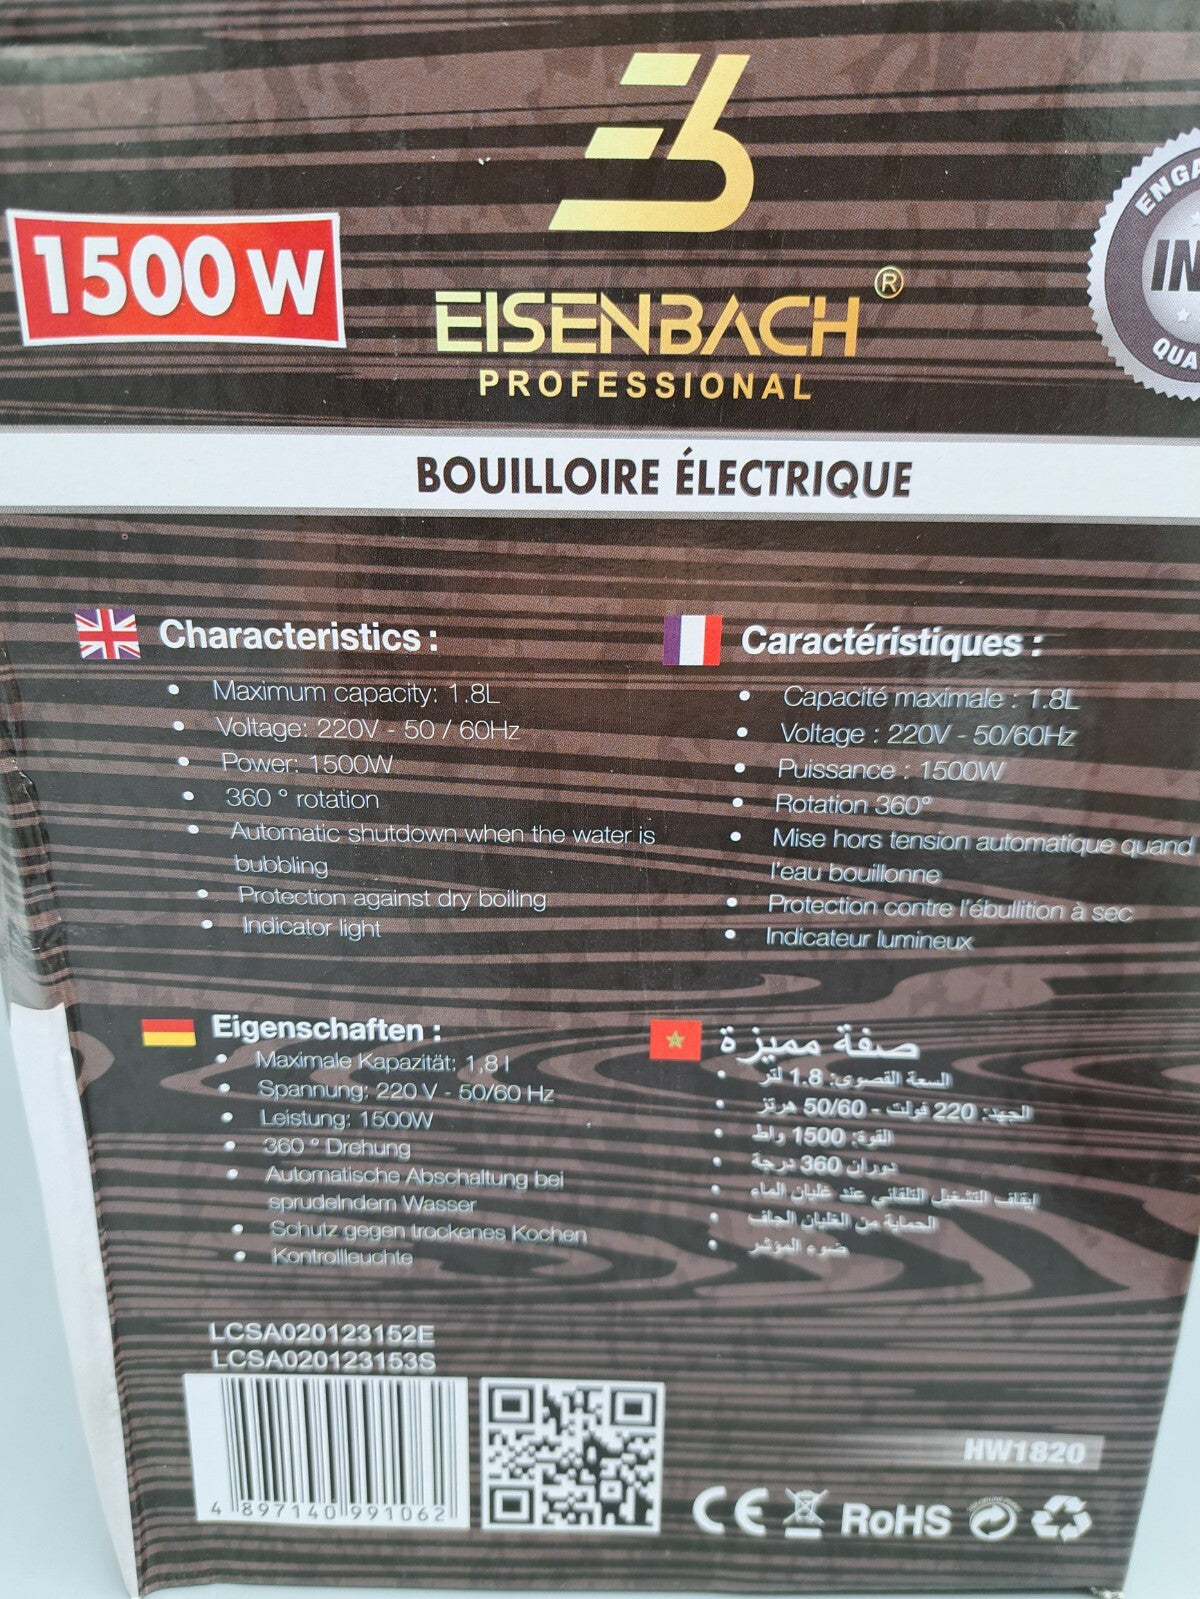 EB
1500 W
EISENBACH ®
PROFESSIONAL
ENGA
IN
QUA
BOUILLOIRE ÉLECTRIQUE
Characteristics :
Maximum capacity: 1.8L
Voltage: 220V - 50 / 60Hz
Power: 1500W
360 ° rotation
Automatic shutdown when the water is
bubbling
Protection against dry boiling
Indicator light
Caractéristiques :
Capacité maximale : 1.8L
Voltage : 220V - 50/60Hz
Puissance : 1500W
Rotation 360°
Mise hors tension automatique quand
l'eau bouillonne
Protection contre l'ébullition à sec
Indicateur lumineux
Eigenschaften :
Maximale Kapazität: 1,8 l
Spannung: 220 V - 50/60 Hz
Leistung: 1500W
360 ° Drehung
Automatische Abschaltung bei
sprudelndem Wasser
Schutz gegen trockenes Kochen
Kontrollleuchte
صفة مميزة
السعة القصوى: 1.8 لتر
الجهد: 220 فولت - 50/60 هرتز
القوة: 1500 واط
دوران 360 درجة
إيقاف التشغيل التلقائي عند غليان الماء
الحماية من الغليان الجاف
ضوء المؤشر
LCSA020123152E
LCSA020123153S
4 897140 991062
HW1820
CE RoHS